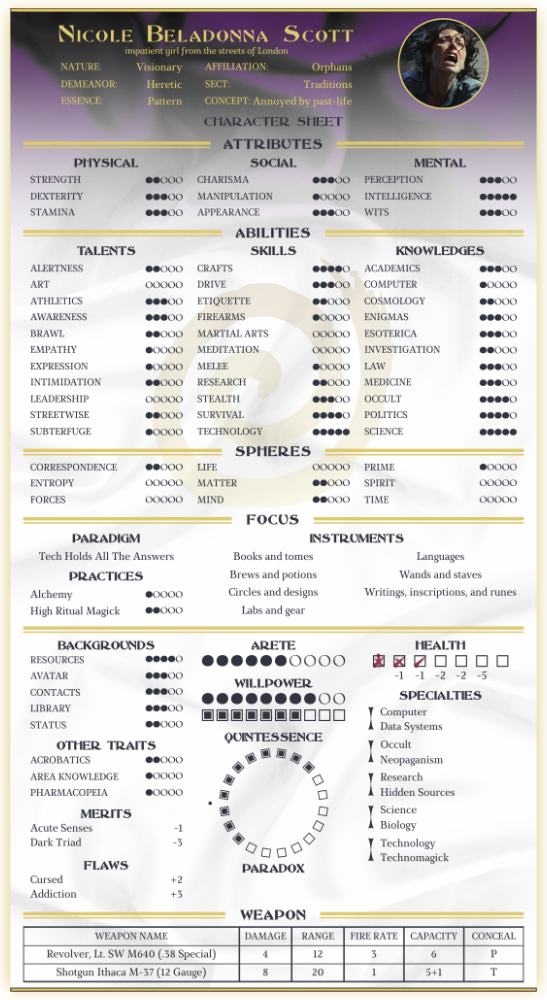 Nicole Beladonna Scott
impatient girl from the streets of London
NATURE: Visionary AFFILIATION: Orphans
DEMEANOR: Heretic SECT: Traditions
ESSENCE: Pattern CONCEPT: Annoyed by past-life
CHARACTER SHEET
ATTRIBUTES
PHYSICAL SOCIAL MENTAL
STRENGTH CHARISMA PERCEPTION
DEXTERITY MANIPULATION INTELLIGENCE
STAMINA APPEARANCE WITS
ABILITIES
TALENTS SKILLS KNOWLEDGES
ALERTNESS CRAFTS ACADEMICS
ART DRIVE COMPUTER
ATHLETICS ETIQUETTE COSMOLOGY
AWARENESS FIREARMS ENIGMAS
BRAWL MARTIAL ARTS ESOTERICA
EMPATHY MEDITATION INVESTIGATION
EXPRESSION MELEE LAW
INTIMIDATION RESEARCH MEDICINE
LEADERSHIP STEALTH OCCULT
STREETWISE SURVIVAL POLITICS
SUBTERFUGE TECHNOLOGY SCIENCE
SPHERES
CORRESPONDENCE LIFE PRIME
ENTROPY MATTER SPIRIT
FORCES MIND TIME
FOCUS
PARADIGM
Tech Holds All The Answers
PRACTICES
Alchemy
High Ritual Magick
INSTRUMENTS
Books and tomes Languages
Brews and potions Wands and staves
Circles and designs Writings, inscriptions, and runes
Labs and gear
BACKGROUNDS
RESOURCES
AVATAR
CONTACTS
LIBRARY
STATUS
OTHER TRAITS
ACROBATICS
AREA KNOWLEDGE
PHARMACOPEIA
MERITS
Acute Senses -1
Dark Triad -3
FLAWS
Cursed +2
Addiction +3
ARETE
WILLPOWER
QUINTESSENCE
PARADOX
HEALTH
-1 -1 -2 -2 -5
SPECIALTIES
Computer
Data Systems
Occult
Neopaganism
Research
Hidden Sources
Science
Biology
Technology
Technomagick
WEAPON
WEAPON NAME DAMAGE RANGE FIRE RATE CAPACITY CONCEAL
Revolver, Lt. SW M640 (.38 Special) 4 12 3 6 P
Shotgun Ithaca M-37 (12 Gauge) 8 20 1 5+1 T